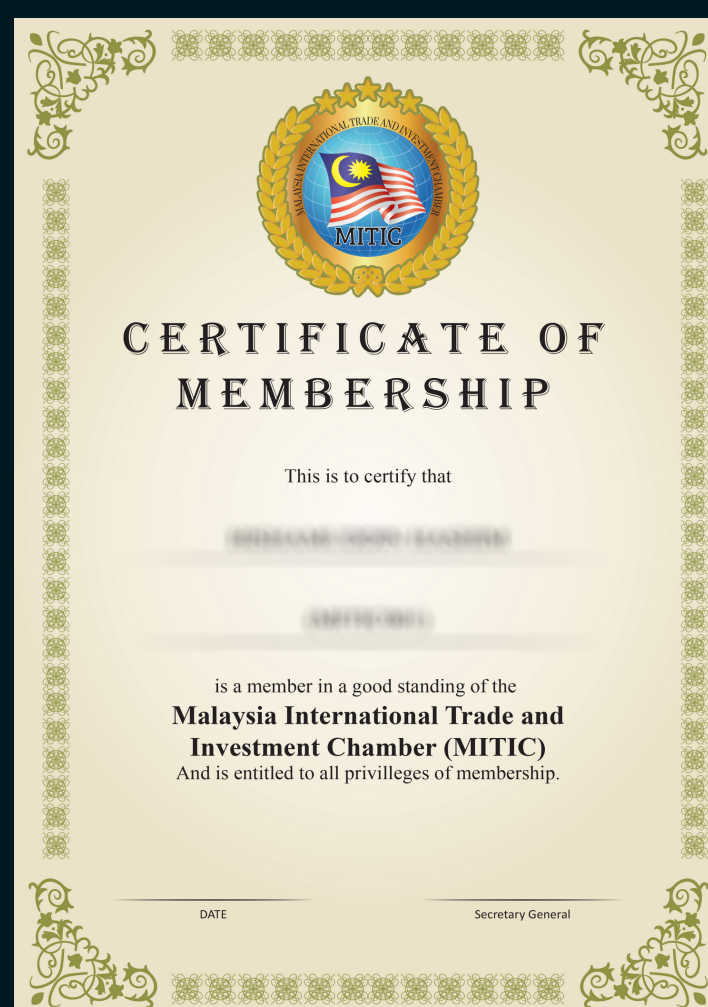 MALAYSIA INTERNATIONAL TRADE AND INVESTMENT CHAMBER
MITIC
CERTIFICATE OF
MEMBERSHIP
This is to certify that
is a member in a good standing of the
Malaysia International Trade and
Investment Chamber (MITIC)
And is entitled to all privilleges of membership.
DATE
Secretary General